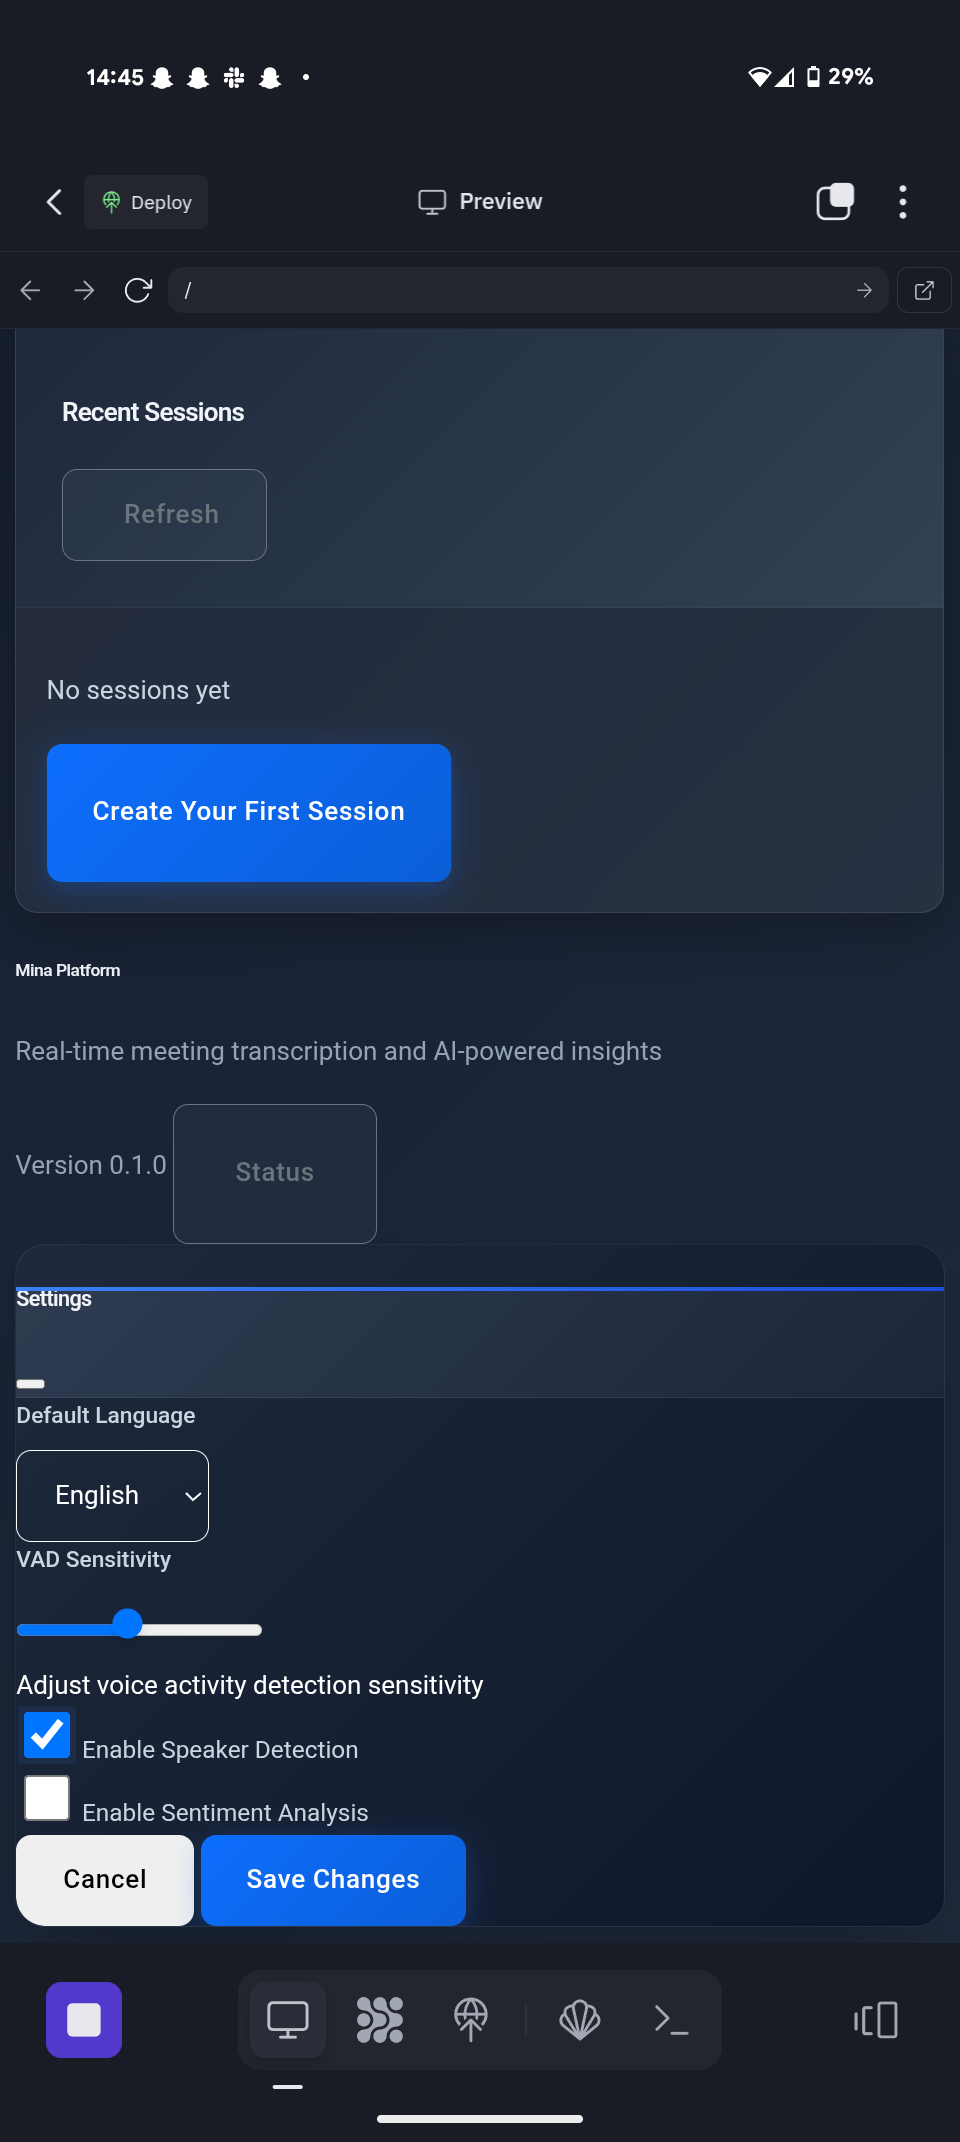 14:45
29%
Deploy
Preview
/
Recent Sessions
Refresh
No sessions yet
Create Your First Session
Mina Platform
Real-time meeting transcription and AI-powered insights
Version 0.1.0
Status
Settings
Default Language
English
VAD Sensitivity
Adjust voice activity detection sensitivity
Enable Speaker Detection
Enable Sentiment Analysis
Cancel
Save Changes